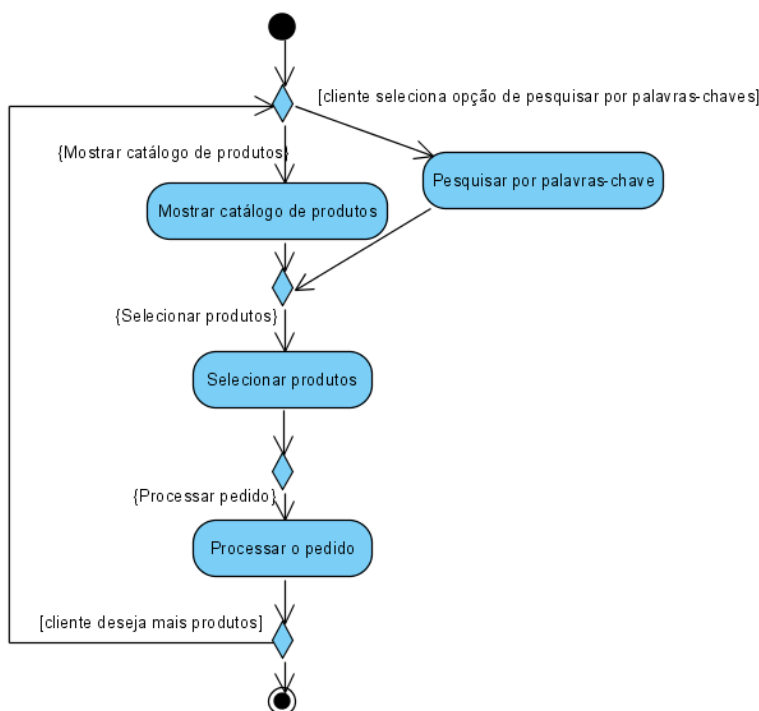 [cliente seleciona opção de pesquisar por palavras-chaves]
{Mostrar catálogo de produtos}
Pesquisar por palavras-chave
Mostrar catálogo de produtos
{Selecionar produtos}
Selecionar produtos
{Processar pedido}
Processar o pedido
[cliente deseja mais produtos]